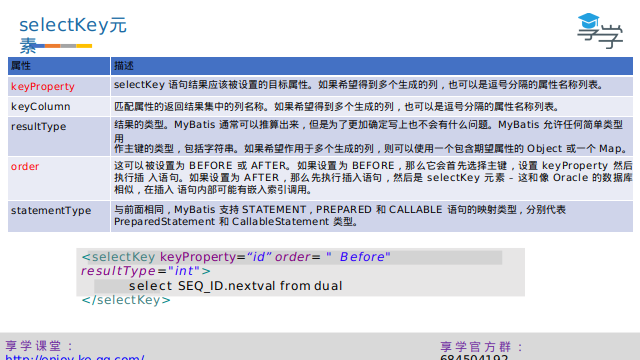 selectKey元
素
享学
属性 描述
keyProperty selectKey 语句结果应该被设置的目标属性。如果希望得到多个生成的列，也可以是逗号分隔的属性名称列表。
keyColumn 匹配属性的返回结果集中的列名称。如果希望得到多个生成的列，也可以是逗号分隔的属性名称列表。
resultType 结果的类型。MyBatis 通常可以推算出来，但是为了更加确定写上也不会有什么问题。MyBatis 允许任何简单类型
用
作主键的类型，包括字符串。如果希望作用于多个生成的列，则可以使用一个包含期望属性的 Object 或一个 Map。
order 这可以被设置为 BEFORE 或 AFTER。如果设置为 BEFORE，那么它会首先选择主键，设置 keyProperty 然后
执行插 入语句。如果设置为 AFTER，那么先执行插入语句，然后是 selectKey 元素 – 这和像 Oracle 的数据库
相似，在插入 语句内部可能有嵌入索引调用。
statementType 与前面相同，MyBatis 支持 STATEMENT，PREPARED 和 CALLABLE 语句的映射类型，分别代表
PreparedStatement 和 CallableStatement 类型。
<selectKey keyProperty=“id” order= " Before"
resultType="int">
select SEQ_ID.nextval from dual
</selectKey>
享学课堂：
享学官方群：
http://enjoy.ke.qq.com/
684504192